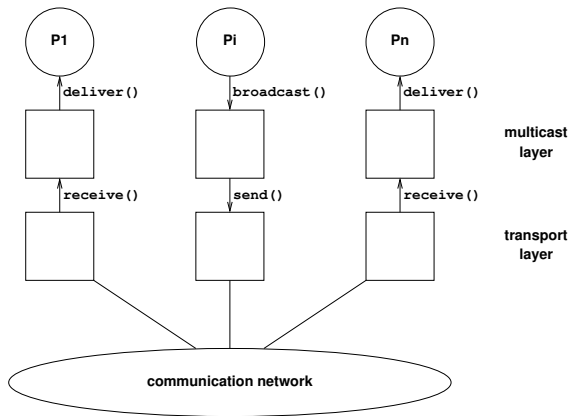 P1
Pi
Pn
deliver()
broadcast()
deliver()
multicast
layer
receive()
send()
receive()
transport
layer
communication network